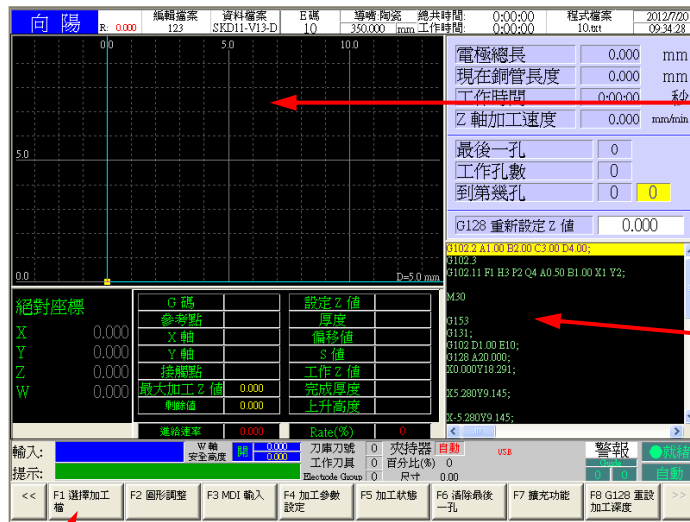 向 陽 R: 0.000
編輯檔案 資料檔案 E 碼 導嘴.陶瓷 總共時間: 0:00:00 程式檔案 2012/7/20
123 SKD11-V13-D 10 350.000 mm 工作時間: 0:00:00 10.txt 09:34:28
0.0 5.0 10.0
5.0
0.0 D=5.0 mm
電極總長 0.000 mm
現在銅管長度 0.000 mm
工作時間 0:00:00 秒
Z 軸加工速度 0.000 mm/min
最後一孔 0
工作孔數 0
到第幾孔 0 0
G128 重新設定 Z 值 0.000
G102.2 A1.00 B2.00 C3.00 D4.00;
G102.3
G102.11 F1 H3 P2 Q4 A0.50 B1.00 X1 Y2;
M30
G153
G131;
G102 D1.00 E10;
G128 A20.000;
X0.000Y18.291;
X5.280Y9.145;
X-5.280Y9.145;
絕對座標
X 0.000
Y 0.000
Z 0.000
W 0.000
G 碼
參考點
X 軸
Y 軸
接觸點
最大加工 Z 值 0.000
剩餘值 0.000
進給速率 0.000
設定 Z 值
厚度
偏移值
S 值
工作 Z 值
完成厚度
上升高度
Rate(%) 0
輸入: W 軸 安全高度 開 0.000 0.000 刀庫刀號 0 夾持器 自動 USB 警報 就緒
提示: 工作刀具 0 百分比(%) 0 0 0 自動
Electrode Group 0 尺寸 0.00
<< F1 選擇加工檔 F2 圖形調整 F3 MDI 輸入 F4 加工參數設定 F5 加工狀態 F6 清除最後一孔 F7 擴充功能 F8 G128 重設加工深度 >>